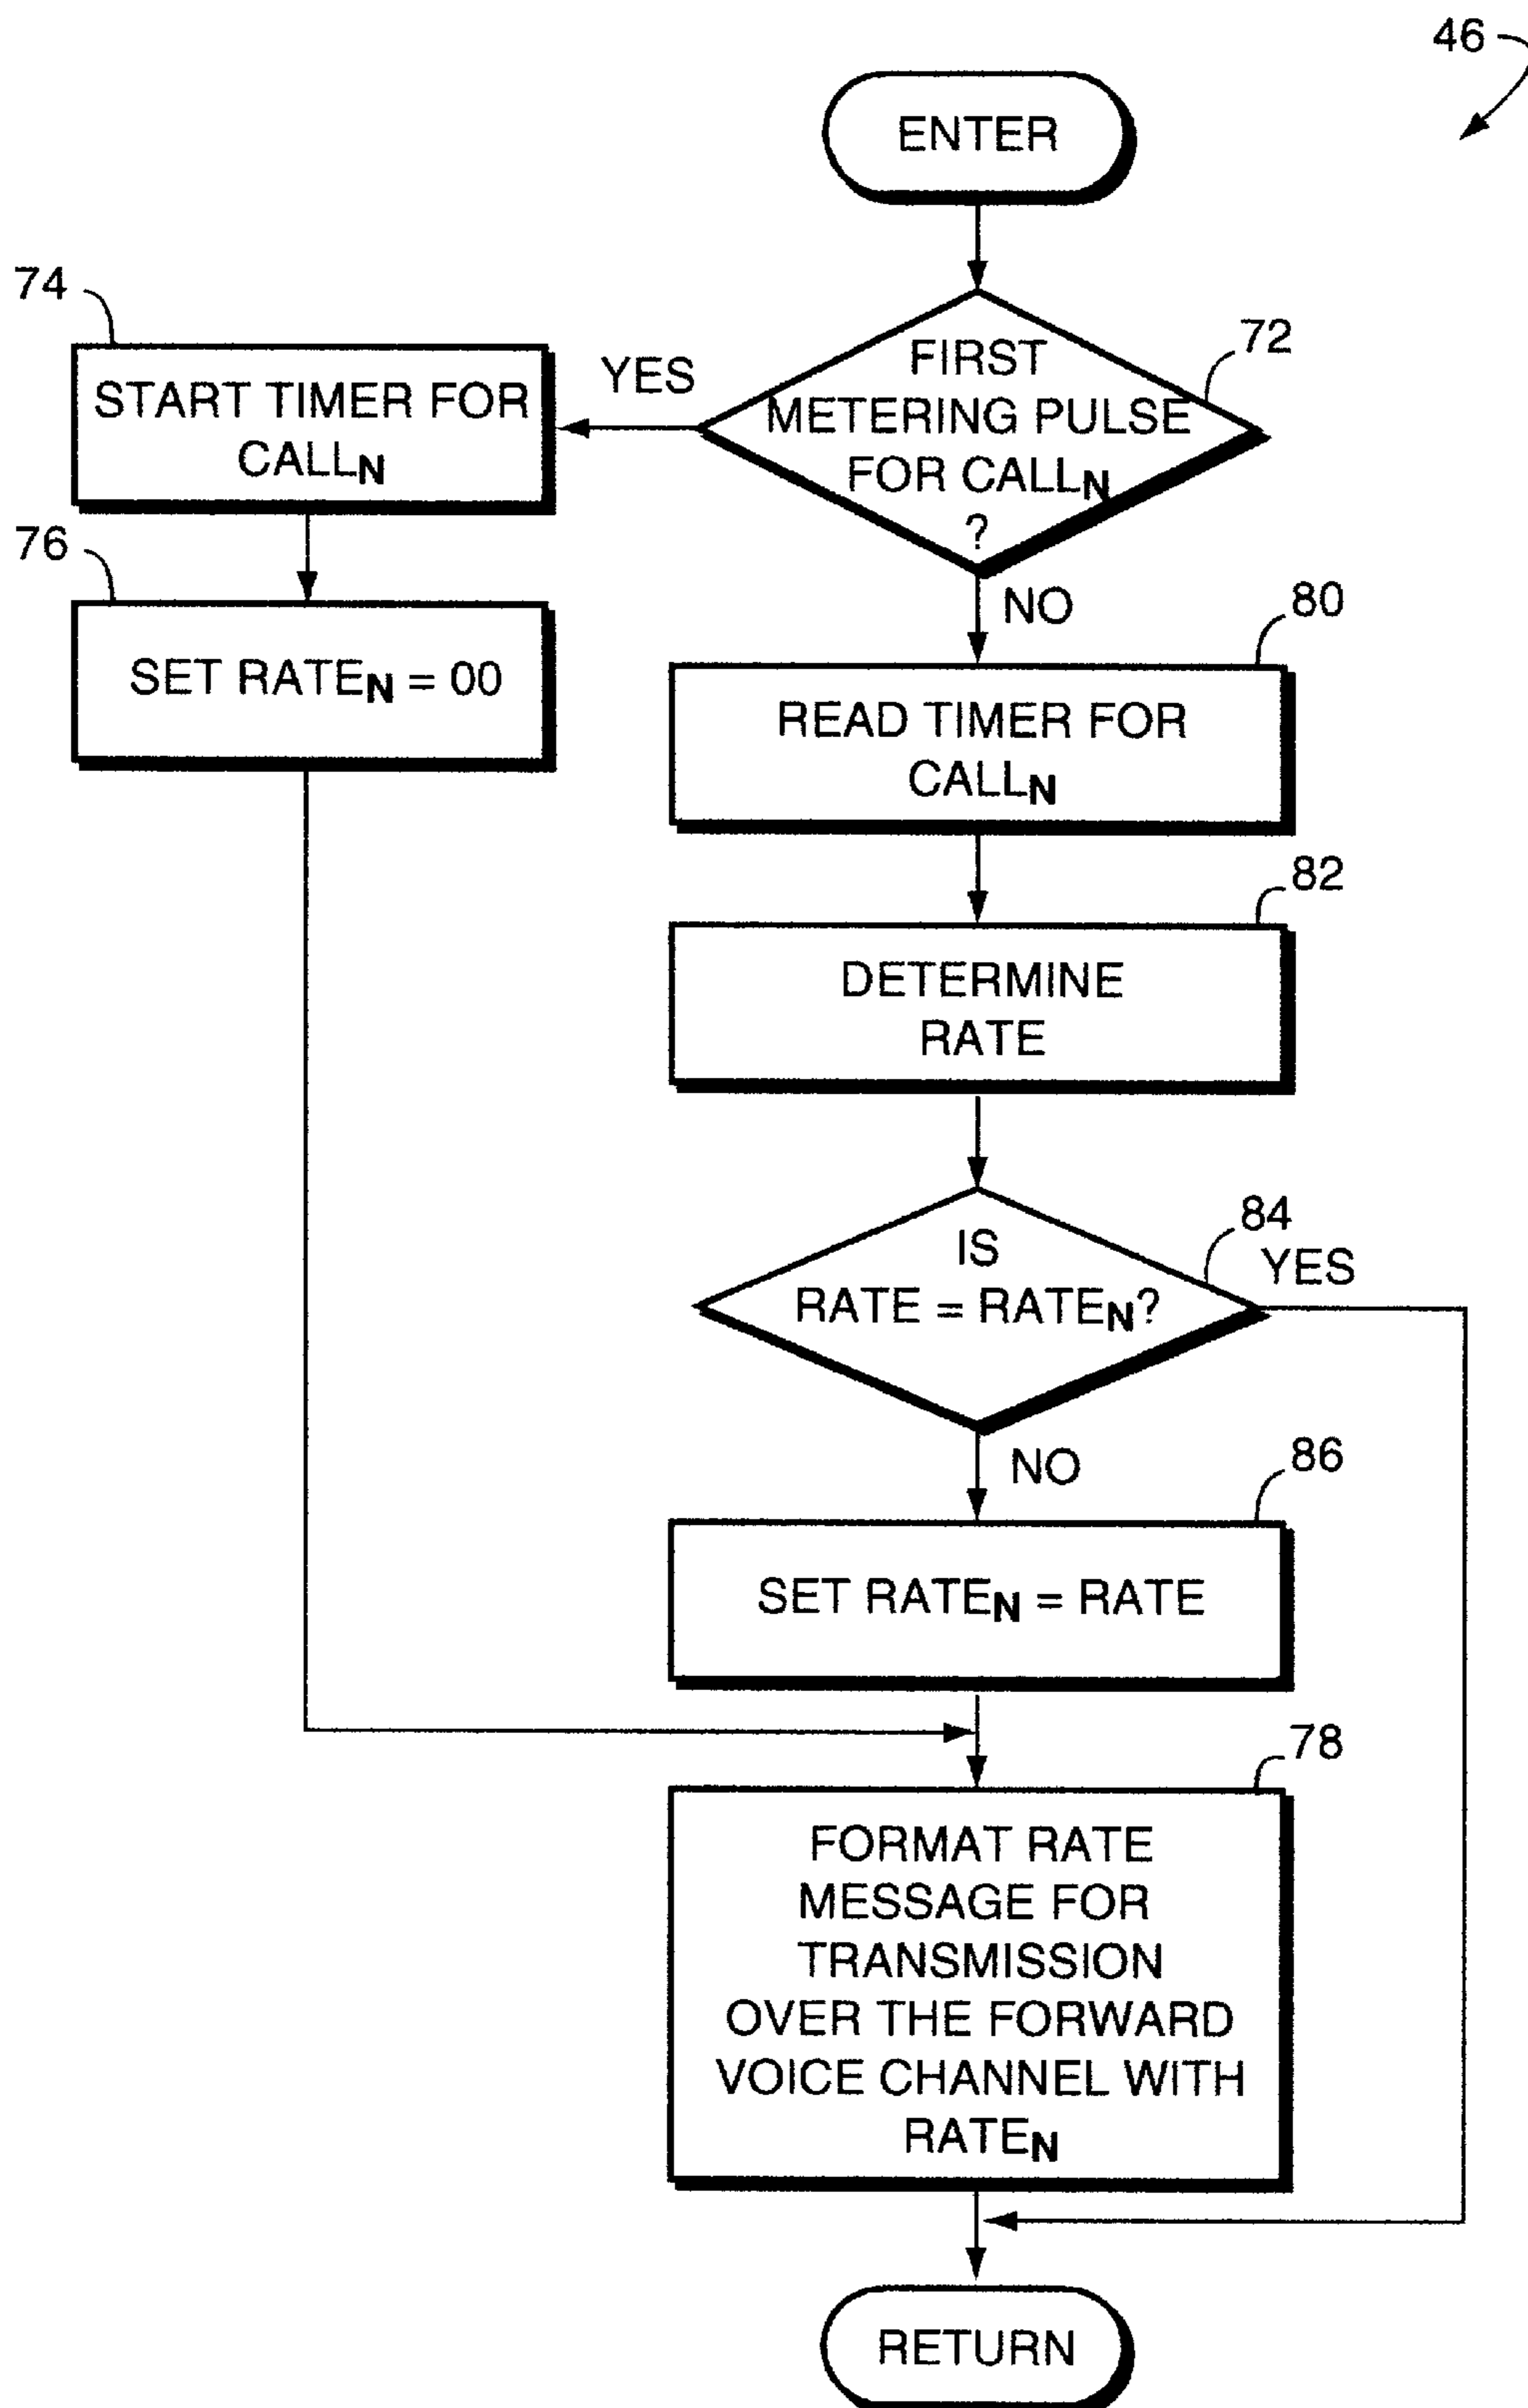 46
ENTER
72
FIRST
METERING PULSE
FOR CALLN
?
YES
74
START TIMER FOR
CALLN
76
SET RATEN = 00
NO
80
READ TIMER FOR
CALLN
82
DETERMINE
RATE
84
IS
RATE = RATEN?
YES
NO
86
SET RATEN = RATE
78
FORMAT RATE
MESSAGE FOR
TRANSMISSION
OVER THE FORWARD
VOICE CHANNEL WITH
RATEN
RETURN